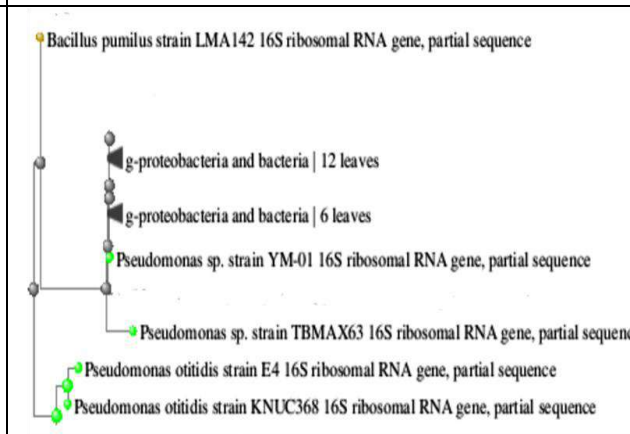 Bacillus pumilus strain LMA142 16S ribosomal RNA gene, partial sequence
g-proteobacteria and bacteria | 12 leaves
g-proteobacteria and bacteria | 6 leaves
Pseudomonas sp. strain YM-01 16S ribosomal RNA gene, partial sequence
Pseudomonas sp. strain TBMAX63 16S ribosomal RNA gene, partial sequenc
Pseudomonas otitidis strain E4 16S ribosomal RNA gene, partial sequence
Pseudomonas otitidis strain KNUC368 16S ribosomal RNA gene, partial sequence